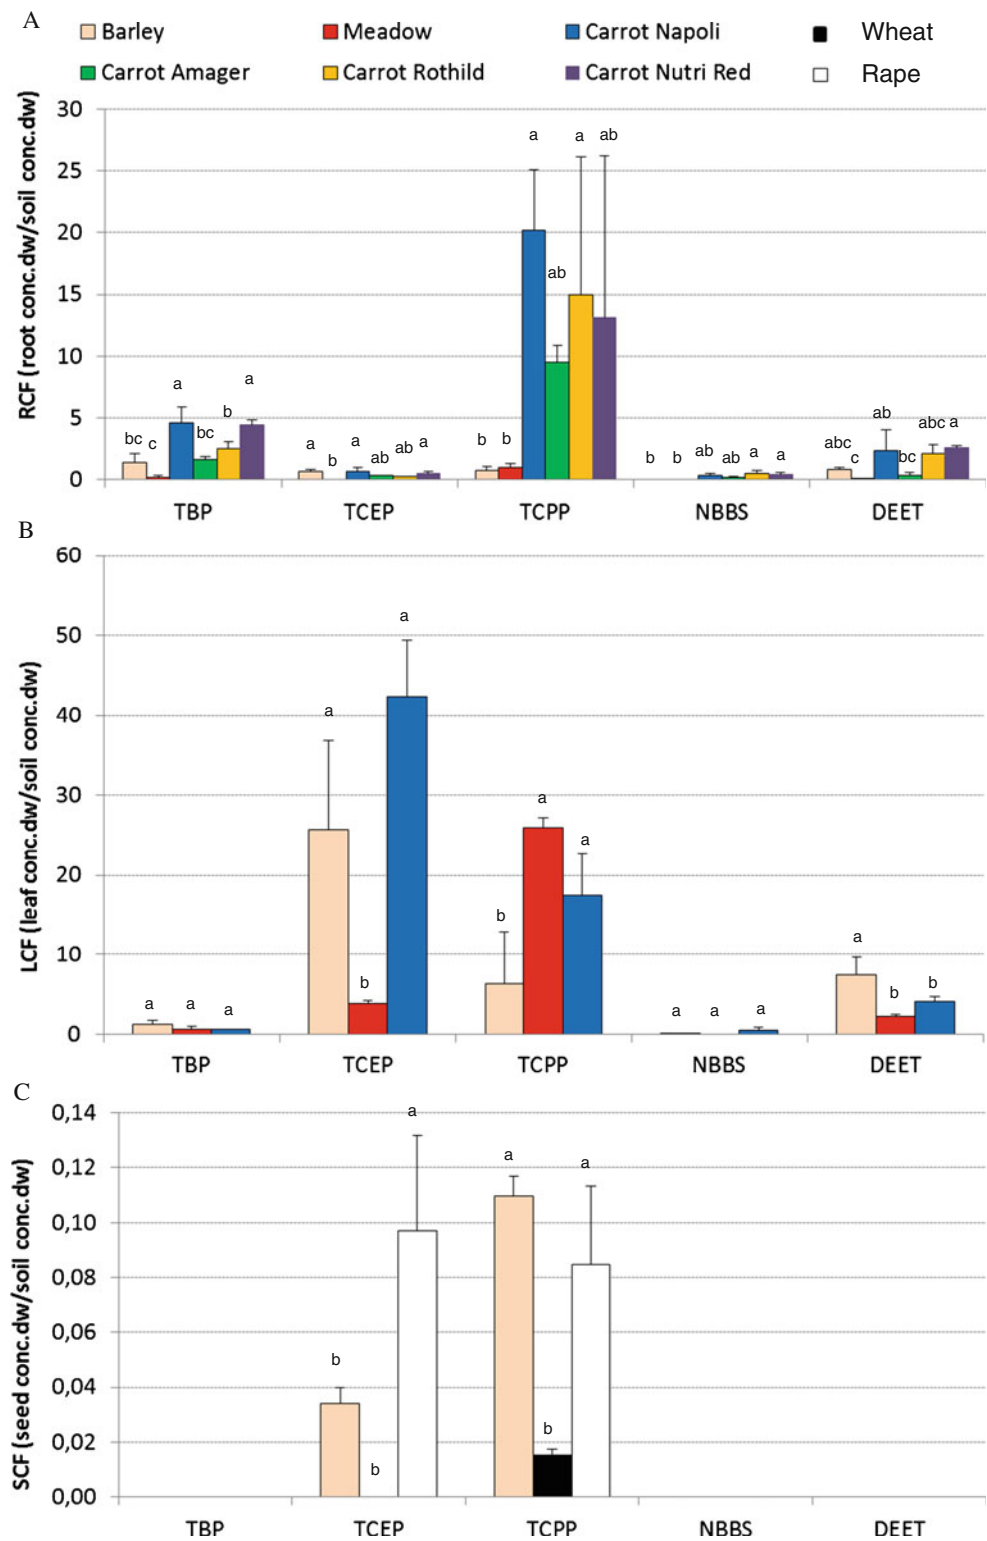 A
Barley Meadow Carrot Napoli Wheat
Carrot Amager Carrot Rothild Carrot Nutri Red Rape
RCF (root conc.dw/soil conc.dw)
30
25
20
15
10
5
0
a a ab
ab
a a
bc c bc b
a b a ab ab a
b b
b b ab ab a a
abc c ab bc abc a
TBP TCEP TCPP NBBS DEET
B
LCF (leaf conc.dw/soil conc.dw)
60
50
40
30
20
10
0
a a a
a b a
b a a
a a a
a b b
TBP TCEP TCPP NBBS DEET
C
SCF (seed conc.dw/soil conc.dw)
0,14
0,12
0,10
0,08
0,06
0,04
0,02
0,00
b b a
a b a
TBP TCEP TCPP NBBS DEET